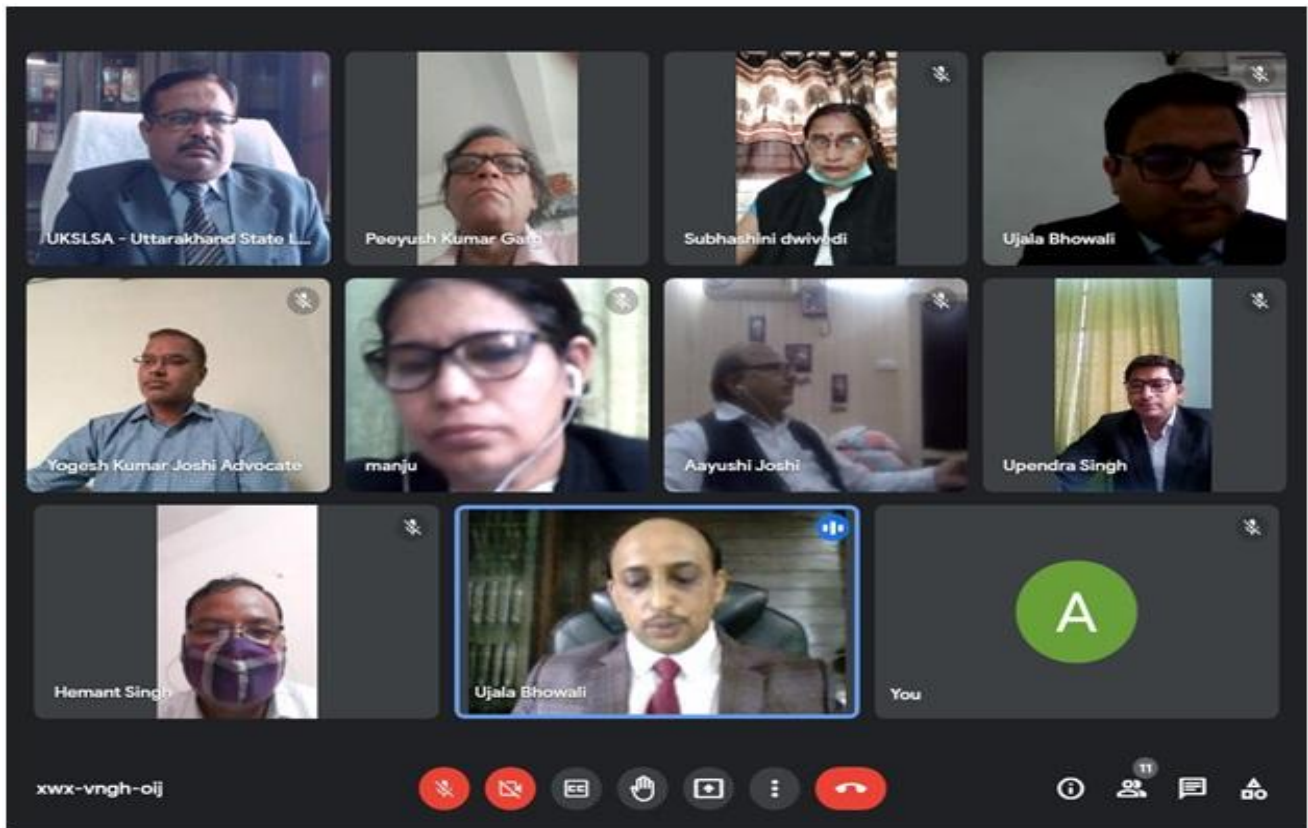 UKSLSA - Uttarakhand State L...
Peeyush Kumar Garg
Subhashini dwivedi
Ujala Bhowali
Yogesh Kumar Joshi Advocate
manju
Aayushi Joshi
Upendra Singh
Hemant Singh
Ujala Bhowali
A
You
xwx-vngh-oij
CC
11